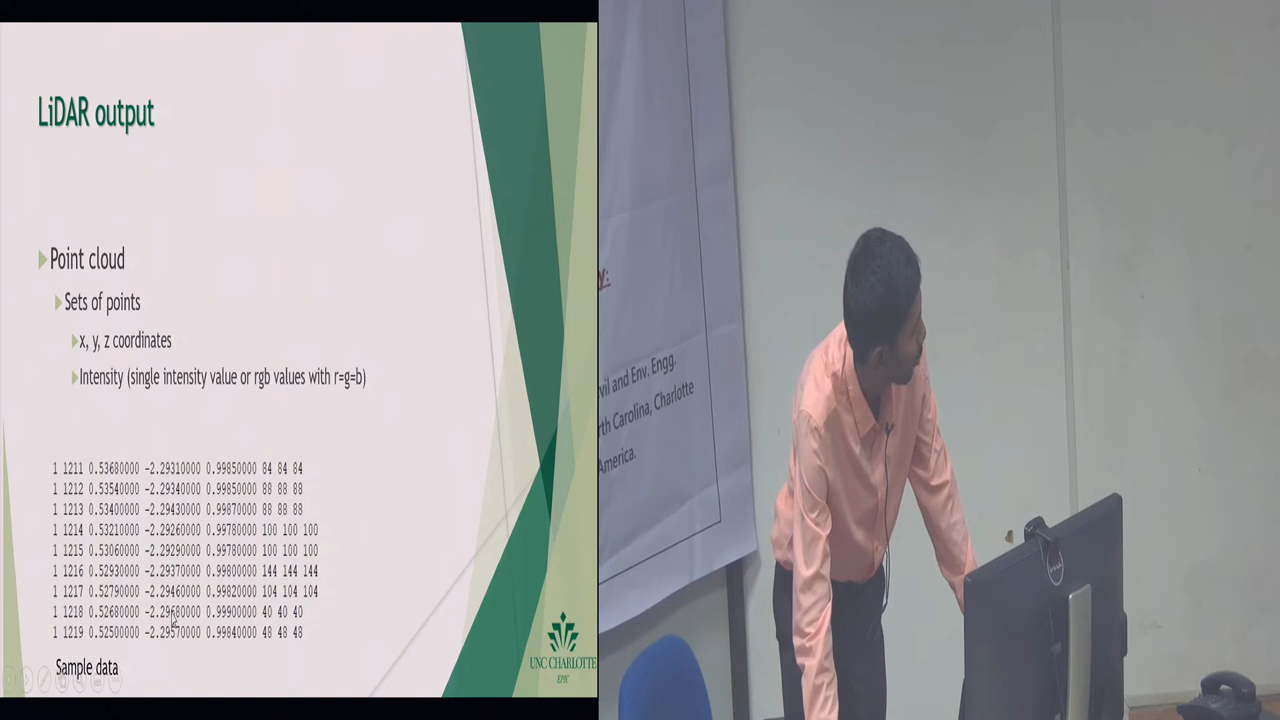 LiDAR output
Point cloud
Sets of points
x, y, z coordinates
Intensity (single intensity value or rgb values with r=g=b)
1 1211 0.53680000 -2.29310000 0.99850000 84 84 84
1 1212 0.53540000 -2.29340000 0.99850000 88 88 88
1 1213 0.53400000 -2.29430000 0.99870000 88 88 88
1 1214 0.53210000 -2.29260000 0.99780000 100 100 100
1 1215 0.53060000 -2.29290000 0.99780000 100 100 100
1 1216 0.52930000 -2.29370000 0.99800000 144 144 144
1 1217 0.52790000 -2.29460000 0.99820000 104 104 104
1 1218 0.52680000 -2.29680000 0.99900000 40 40 40
1 1219 0.52500000 -2.29570000 0.99840000 48 48 48
Sample data
UNC CHARLOTTE
EPIC
y:
vil and Env. Engg.
rth Carolina, Charlotte
America.